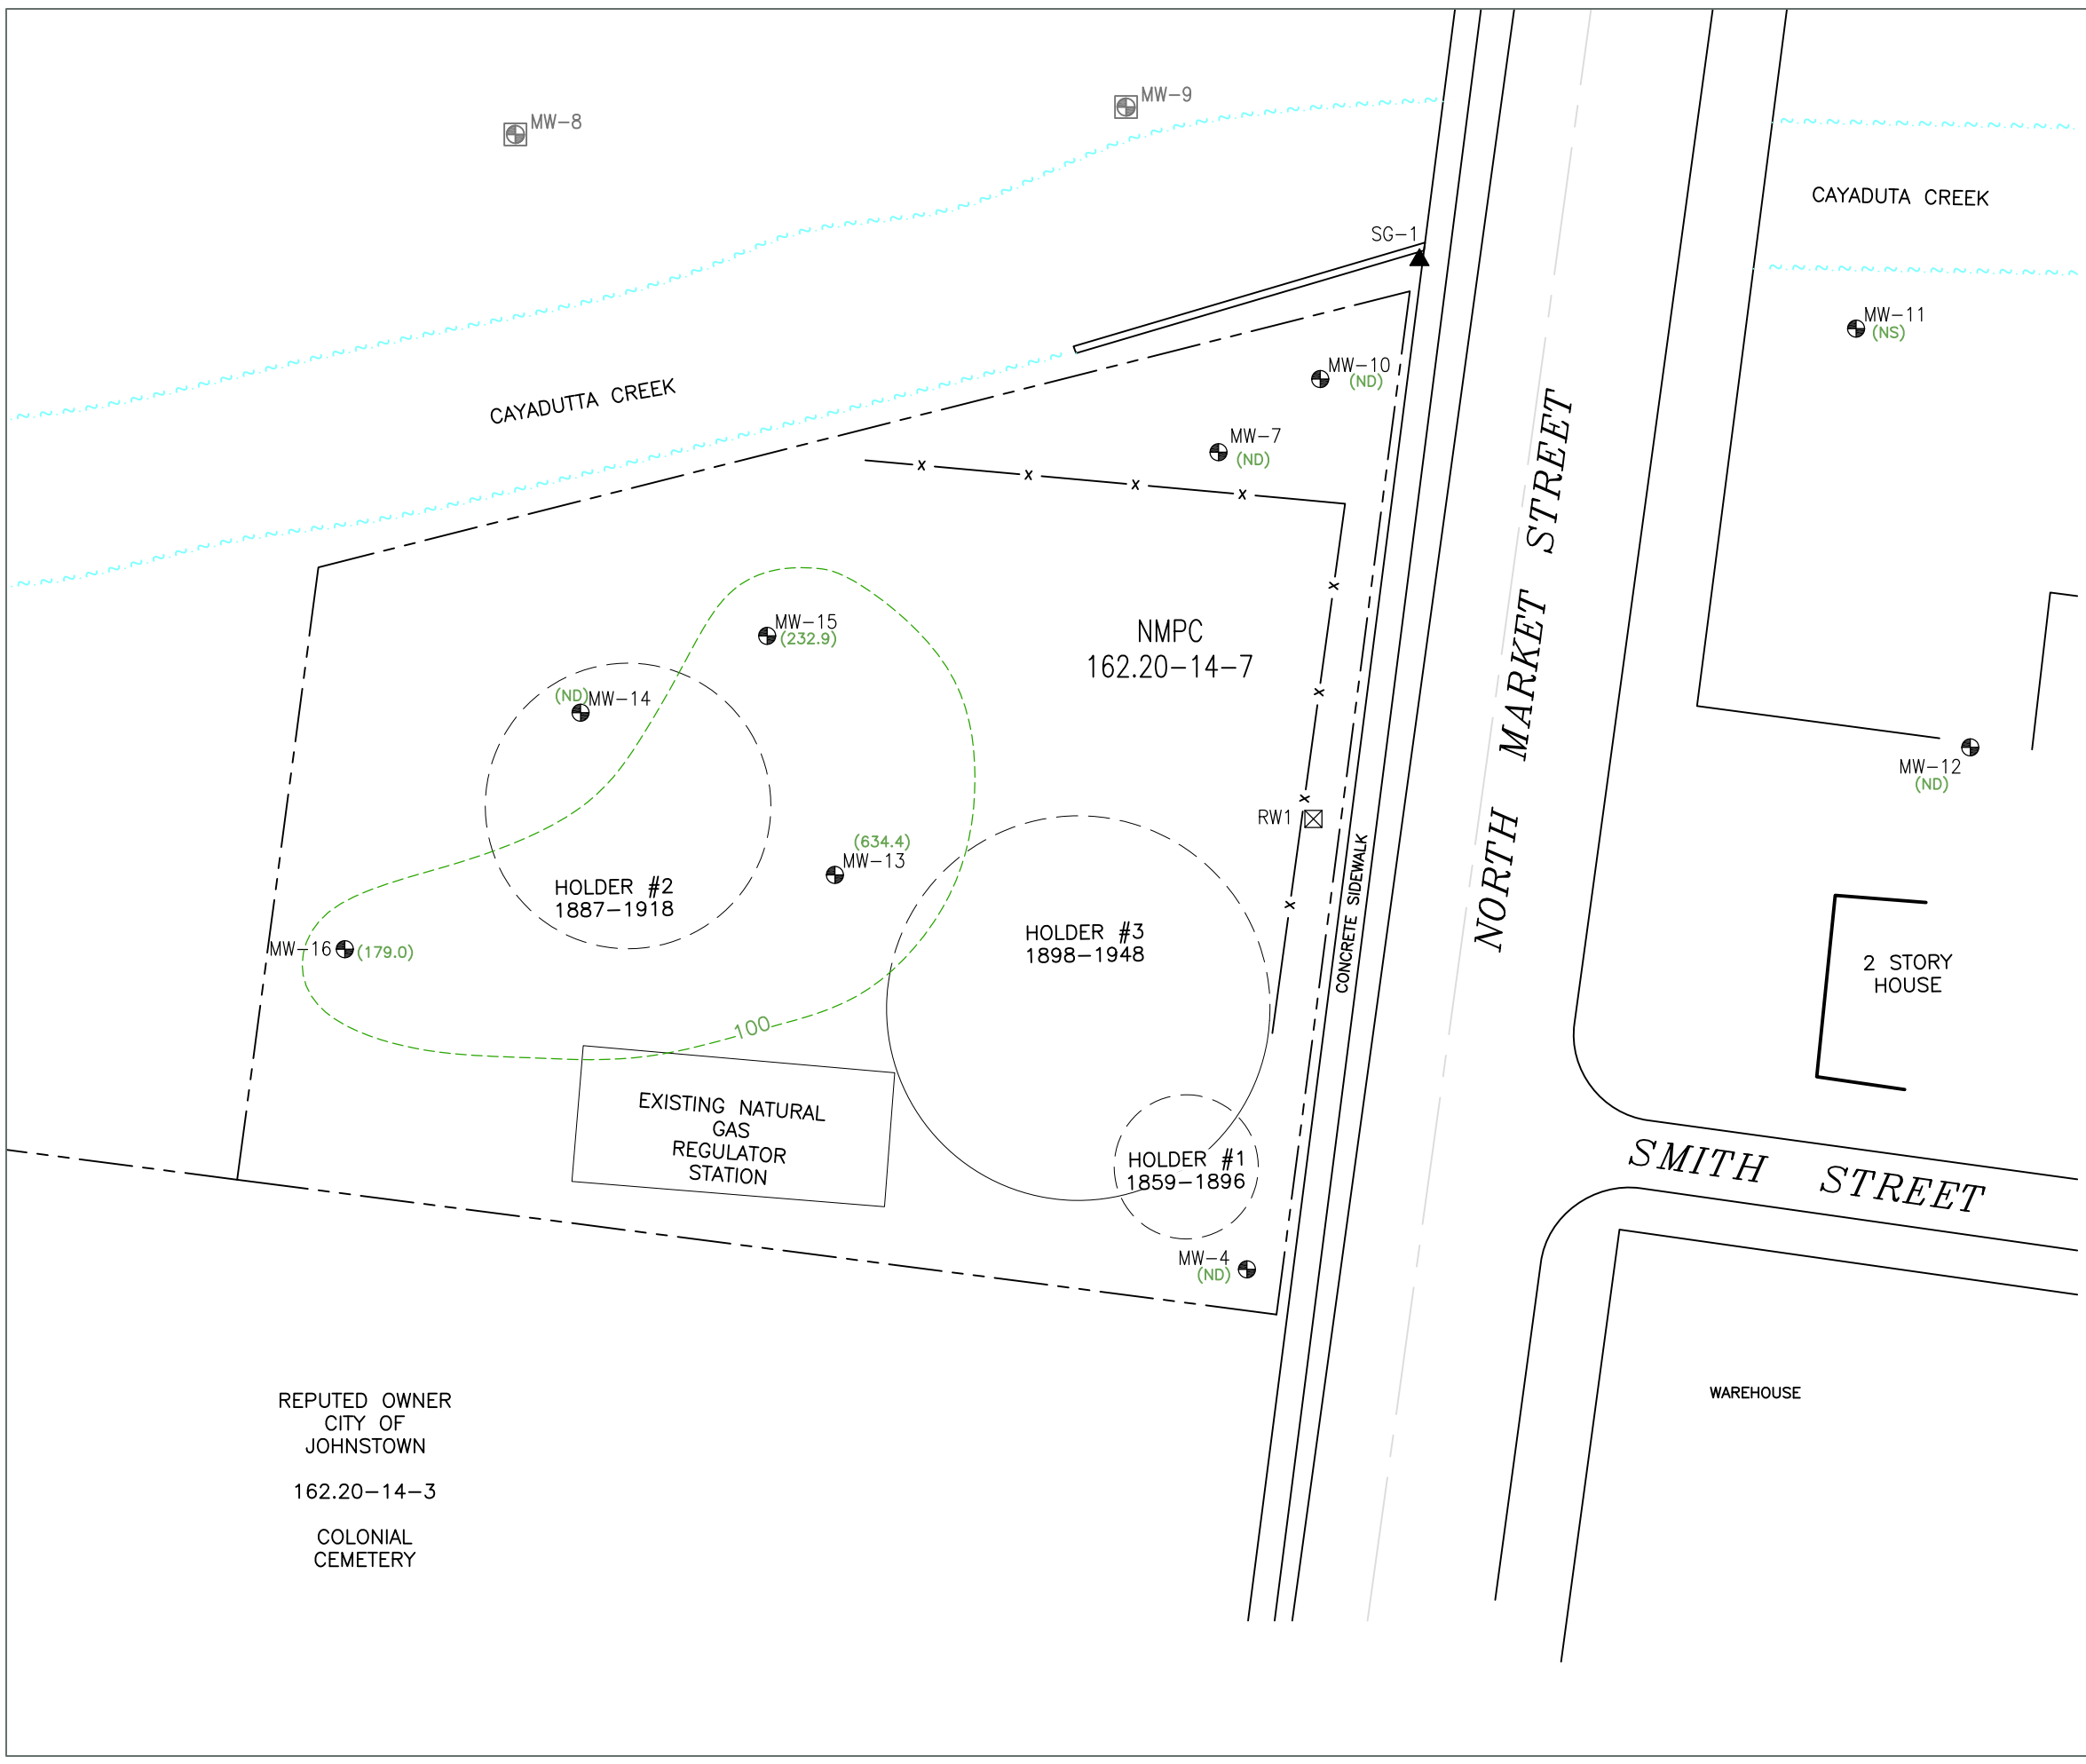 MW-9
MW-8
CAYADUTA CREEK
SG-1
MW-11
(NS)
MW-10
(ND)
CAYADUTTA CREEK
MW-7
(ND)
NORTH MARKET STREET
MW-15
(232.9)
NMPC
162.20-14-7
(ND)
MW-14
MW-12
(ND)
RW1
CONCRETE SIDEWALK
(634.4)
MW-13
HOLDER #2
1887-1918
HOLDER #3
1898-1948
MW-16
(179.0)
2 STORY
HOUSE
100
EXISTING NATURAL
GAS
REGULATOR
STATION
HOLDER #1
1859-1896
SMITH STREET
MW-4
(ND)
REPUTED OWNER
CITY OF
JOHNSTOWN
162.20-14-3
COLONIAL
CEMETERY
WAREHOUSE